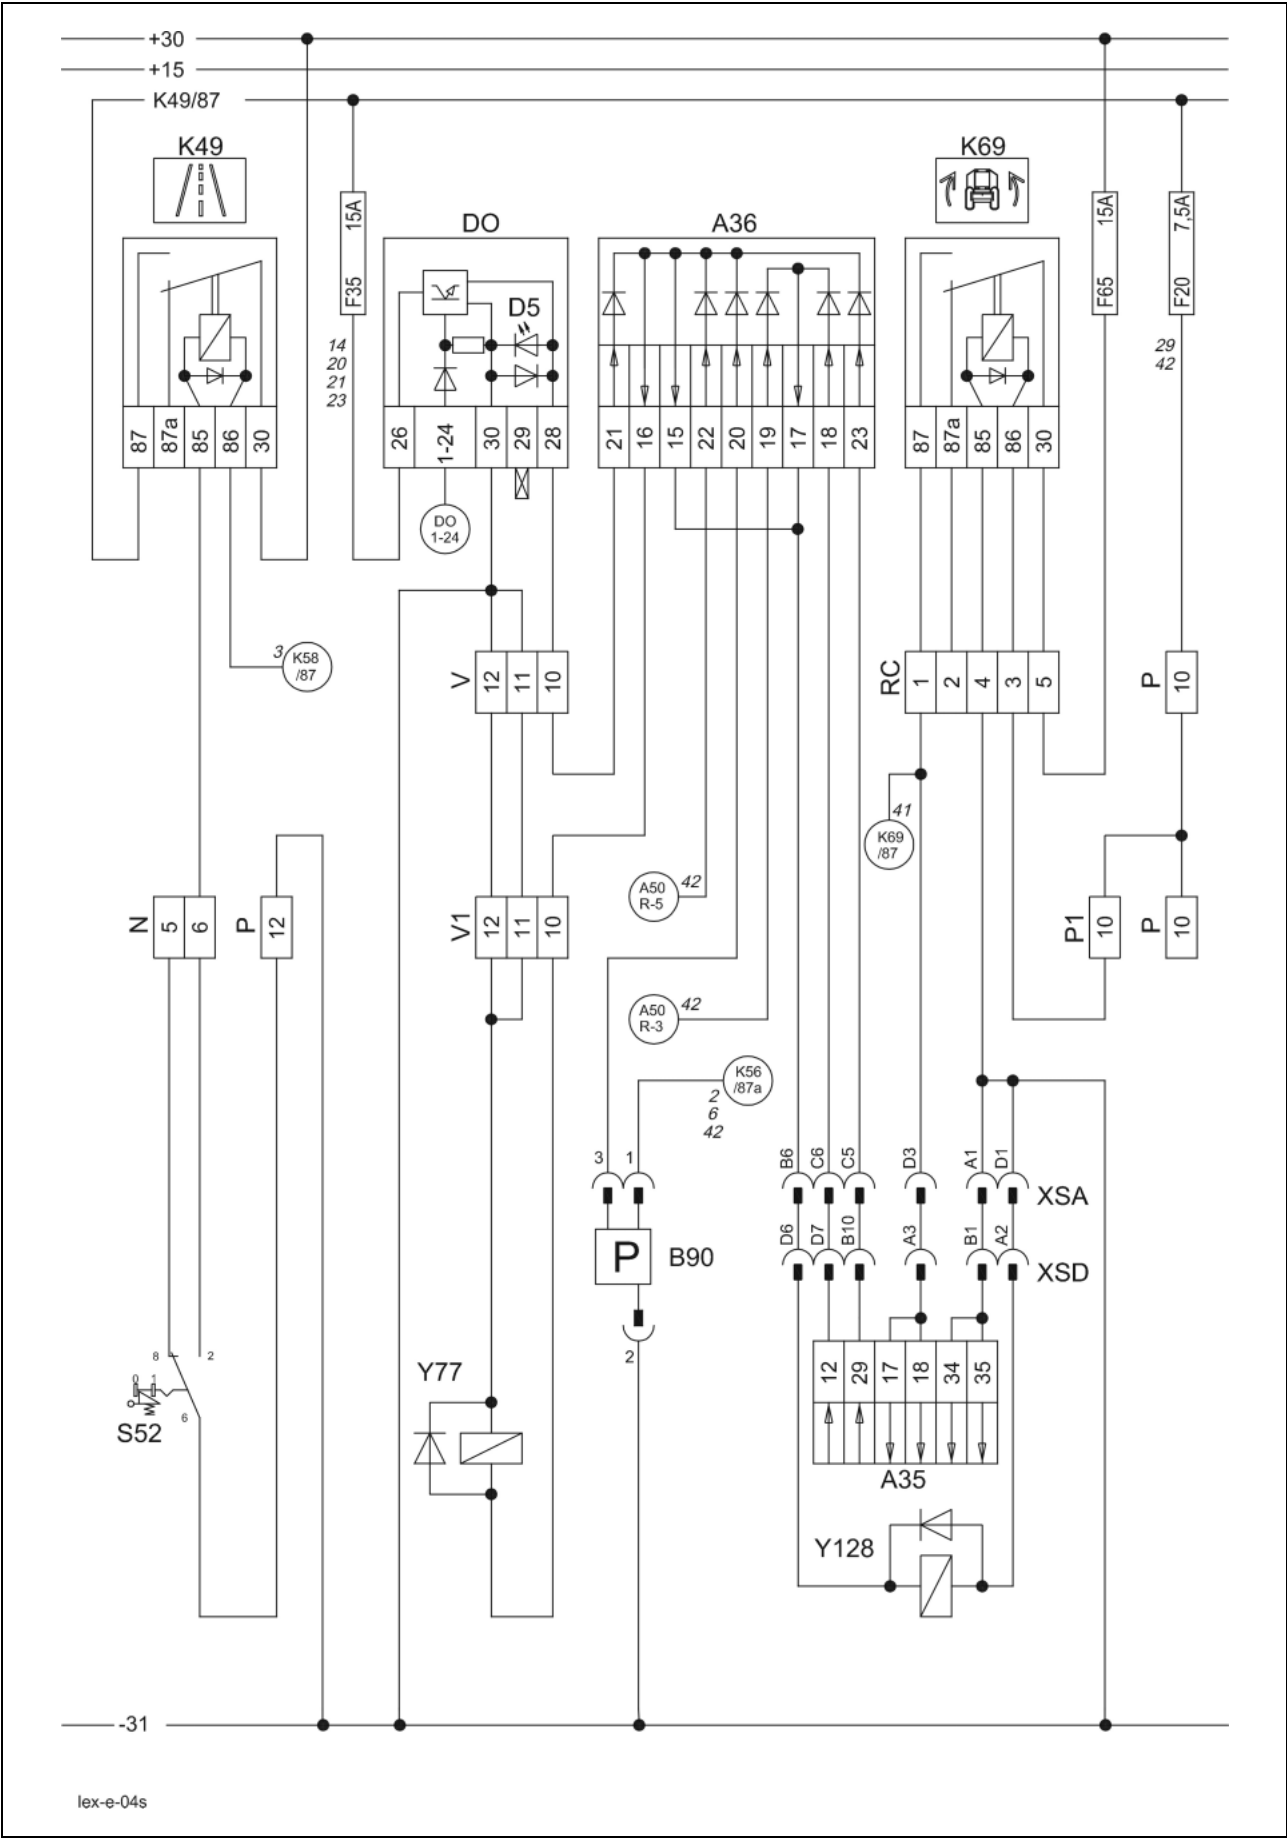 +30
+15
K49/87
K49
K69
15A
F35
DO
A36
15A
F65
7,5A
F20
D5
14
20
21
23
29
42
87
87a
85
86
30
26
1-24
30
29
28
21
16
15
22
20
19
17
18
23
87
87a
85
86
30
DO
1-24
3
K58
/87
V
12
11
10
RC
1
2
4
3
5
P
10
41
K69
/87
A50
R-5
42
N
5
6
P
12
V1
12
11
10
P1
10
P
10
A50
R-3
42
K56
/87a
2
6
42
3
1
B6
C6
C5
D3
A1
D1
XSA
D6
D7
B10
A3
B1
A2
XSD
P
B90
2
8
2
0
1
6
S52
Y77
12
29
17
18
34
35
A35
Y128
-31
lex-e-04s